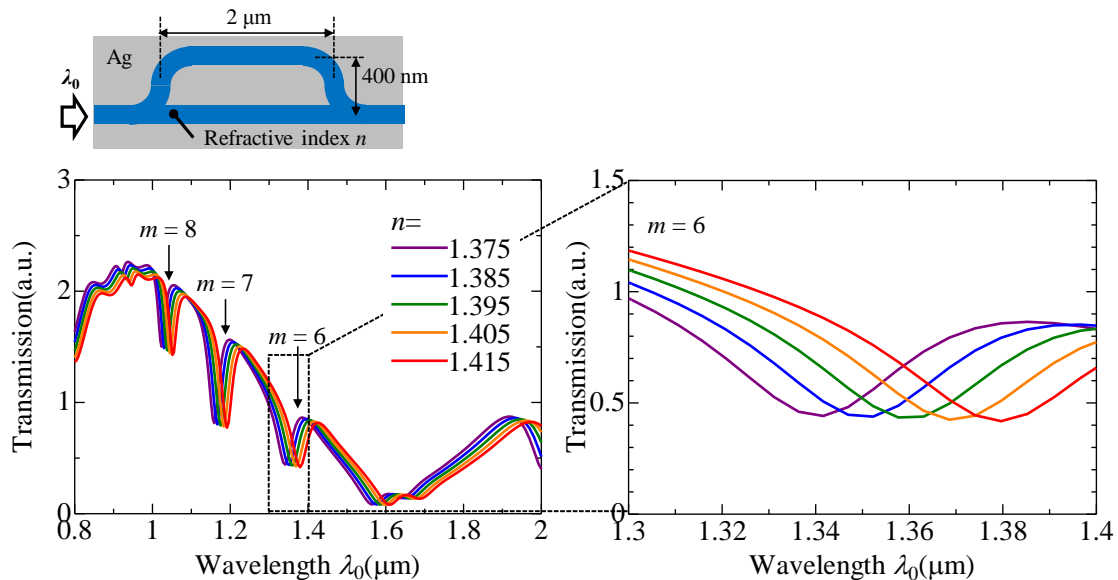 2 μm
Ag
400 nm
λ0
Refractive index n
3
2
1
0
0.8
1
1.2
1.4
1.6
1.8
2
Transmission(a.u.)
Wavelength λ0(μm)
m = 8
m = 7
m = 6
n=
1.375
1.385
1.395
1.405
1.415
1.5
1
0.5
0
1.3
1.32
1.34
1.36
1.38
1.4
Transmission(a.u.)
Wavelength λ0(μm)
m = 6